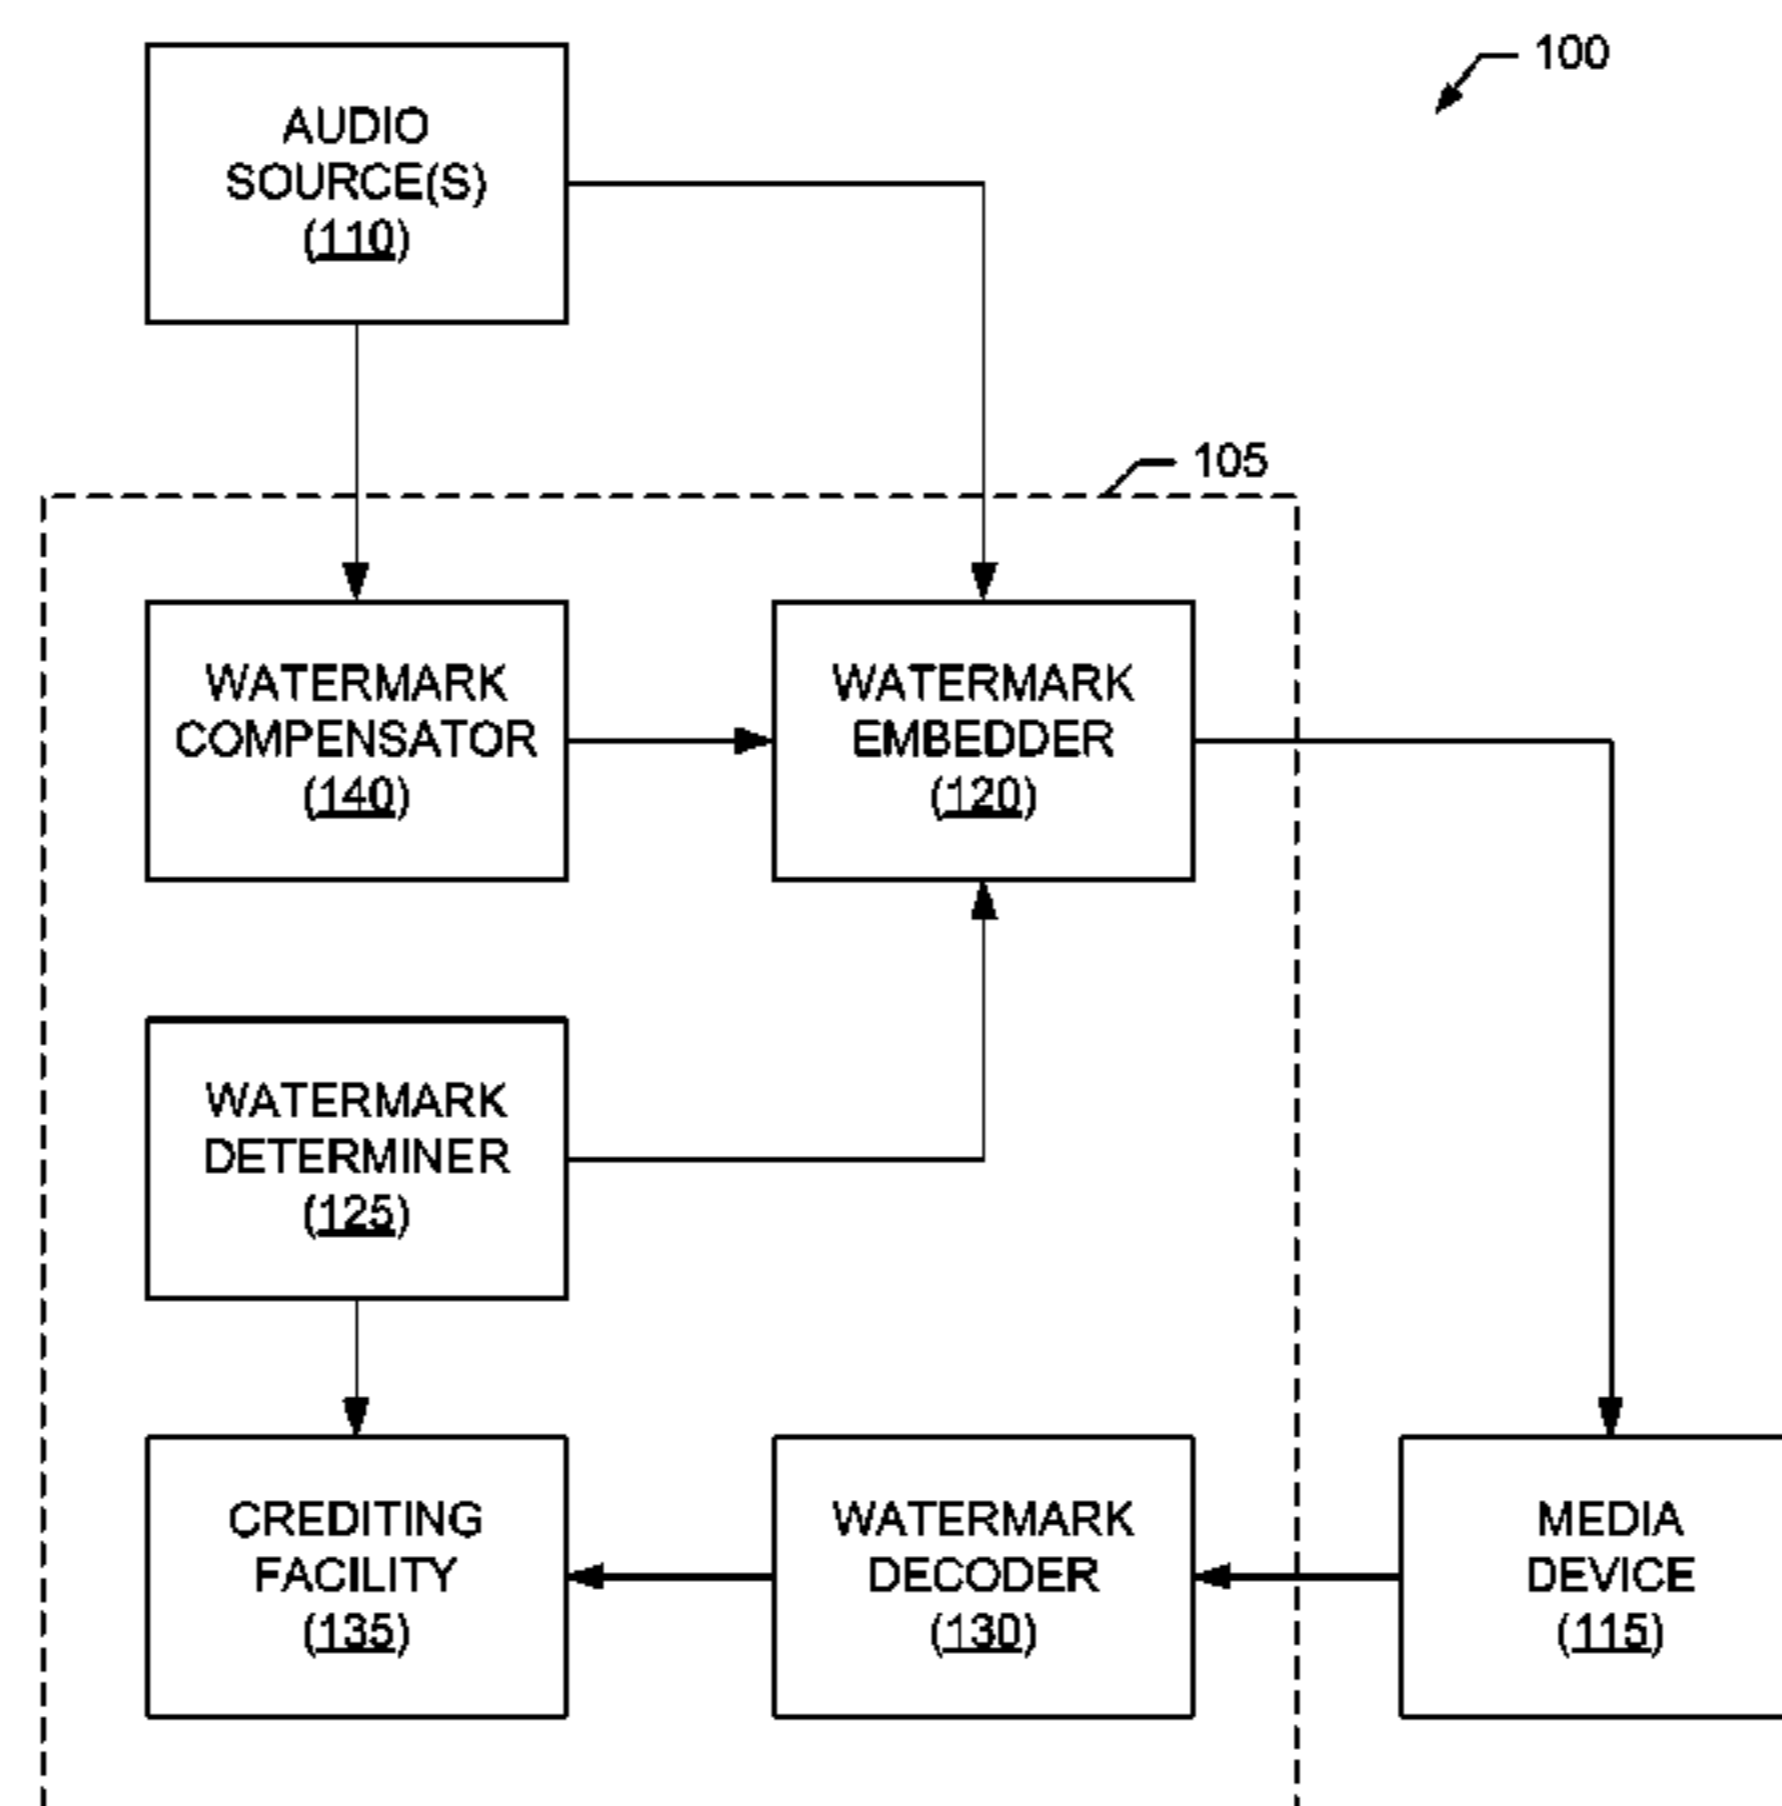 100
AUDIO
SOURCE(S)
(110)
105
WATERMARK
COMPENSATOR
(140)
WATERMARK
EMBEDDER
(120)
WATERMARK
DETERMINER
(125)
CREDITING
FACILITY
(135)
WATERMARK
DECODER
(130)
MEDIA
DEVICE
(115)